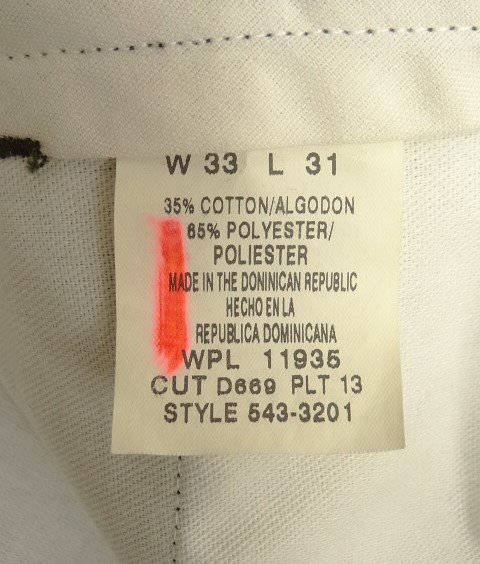 W 33 L 31
35% COTTON/ALGODON
65% POLYESTER/
POLIESTER
MADE IN THE DONINICAN REPUBLIC
HECHO EN LA
REPUBLICA DOMINICANA
WPL 11935
CUT D669 PLT 13
STYLE 543-3201